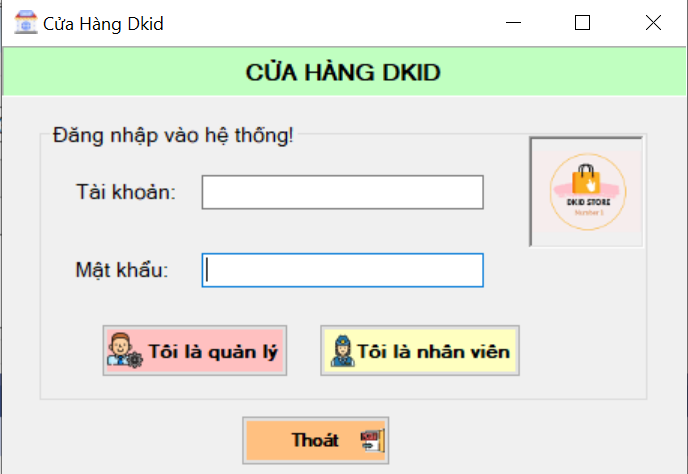 Cửa Hàng Dkid
CỬA HÀNG DKID
Đăng nhập vào hệ thống!
Tài khoản:
DKID STORE
Number 1
Mật khẩu:
Tôi là quản lý
Tôi là nhân viên
Thoát